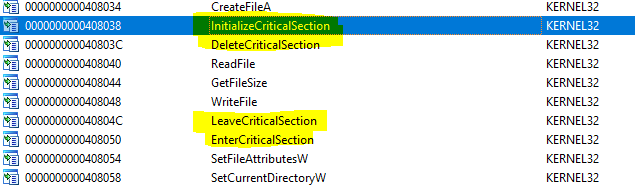 0000000000408034 CreateFileA KERNEL32
0000000000408038 InitializeCriticalSection KERNEL32
000000000040803C DeleteCriticalSection KERNEL32
0000000000408040 ReadFile KERNEL32
0000000000408044 GetFileSize KERNEL32
0000000000408048 WriteFile KERNEL32
000000000040804C LeaveCriticalSection KERNEL32
0000000000408050 EnterCriticalSection KERNEL32
0000000000408054 SetFileAttributesW KERNEL32
0000000000408058 SetCurrentDirectoryW KERNEL32